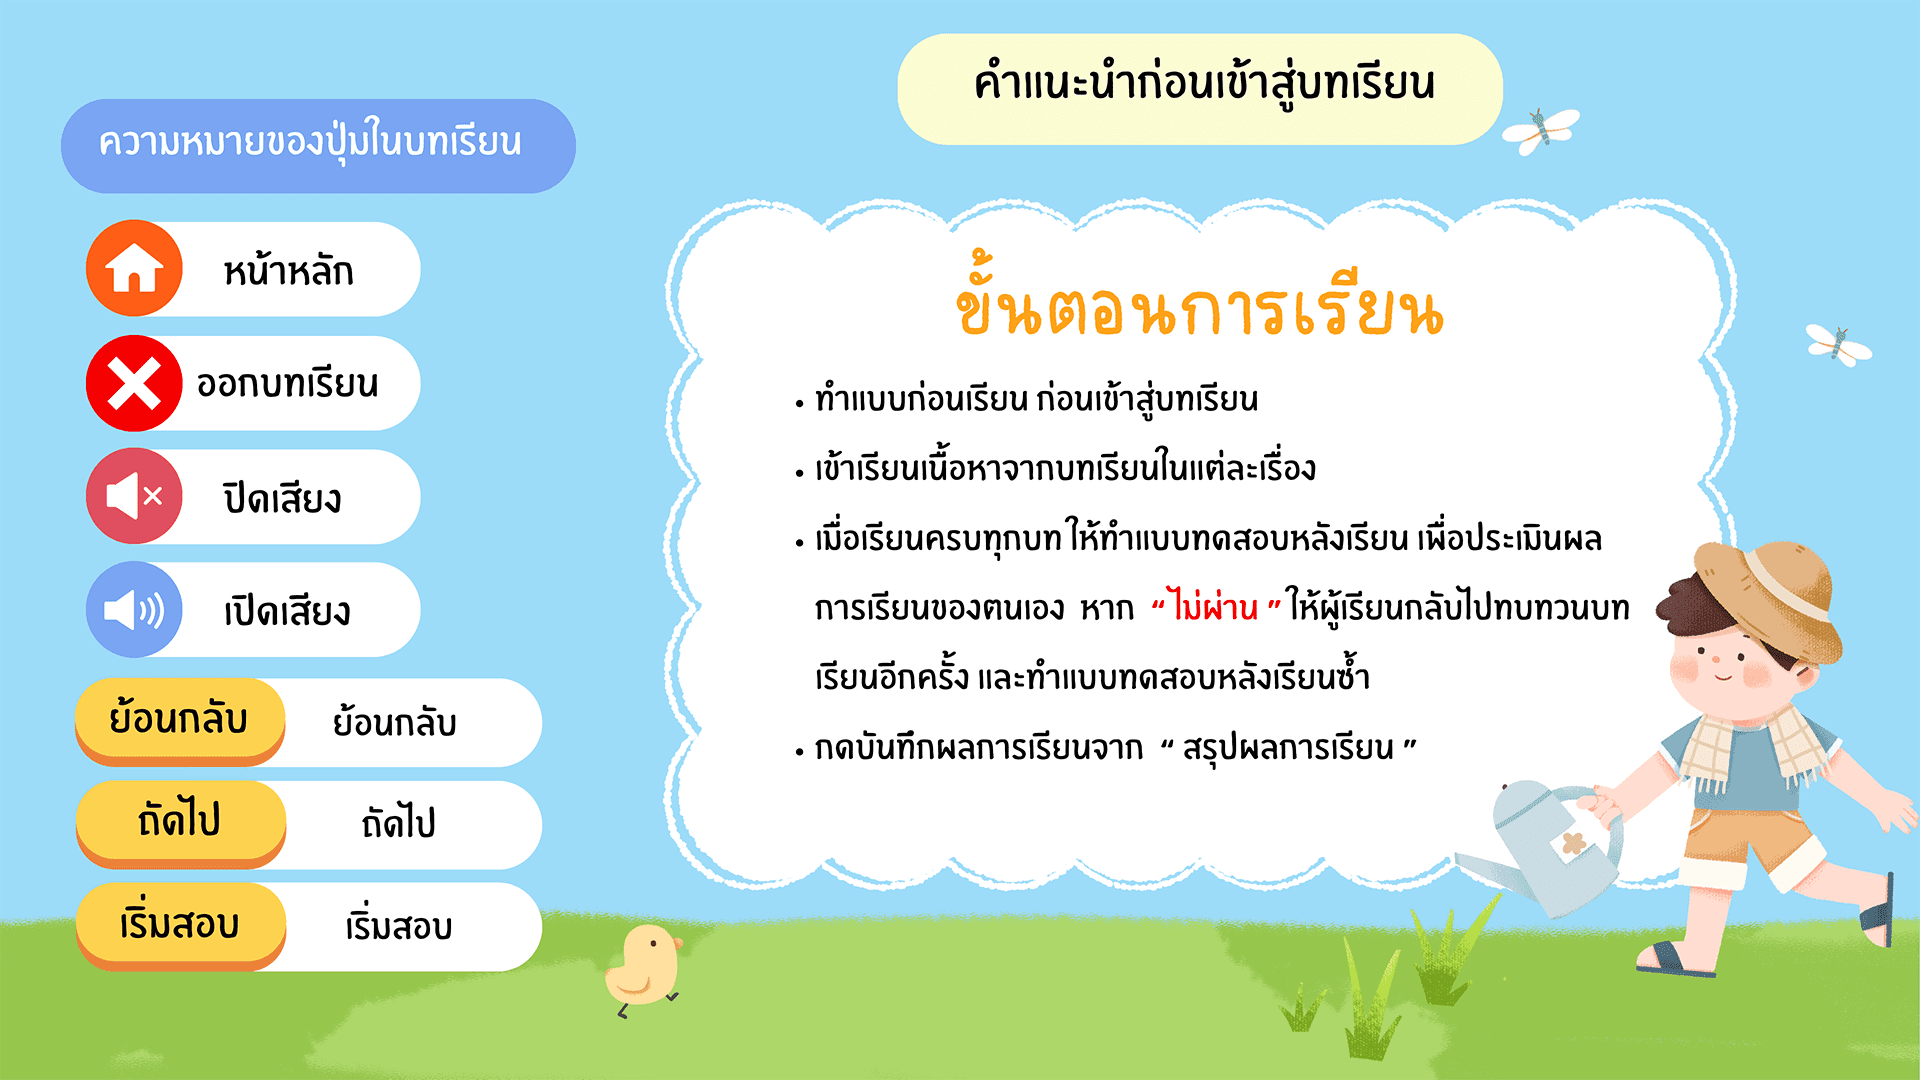 คำแนะนำก่อนเข้าสู่บทเรียน
ความหมายของปุ่มในบทเรียน
หน้าหลัก
ออกบทเรียน
ปิดเสียง
เปิดเสียง
ย้อนกลับ ย้อนกลับ
ถัดไป ถัดไป
เริ่มสอบ เริ่มสอบ
ขั้นตอนการเรียน
• ทำแบบก่อนเรียน ก่อนเข้าสู่บทเรียน
• เข้าเรียนเนื้อหาจากบทเรียนในแต่ละเรื่อง
• เมื่อเรียนครบทุกบท ให้ทำแบบทดสอบหลังเรียน เพื่อประเมินผล
การเรียนของตนเอง หาก “ ไม่ผ่าน ” ให้ผู้เรียนกลับไปทบทวนบท
เรียนอีกครั้ง และทำแบบทดสอบหลังเรียนซ้ำ
• กดบันทึกผลการเรียนจาก “ สรุปผลการเรียน ”